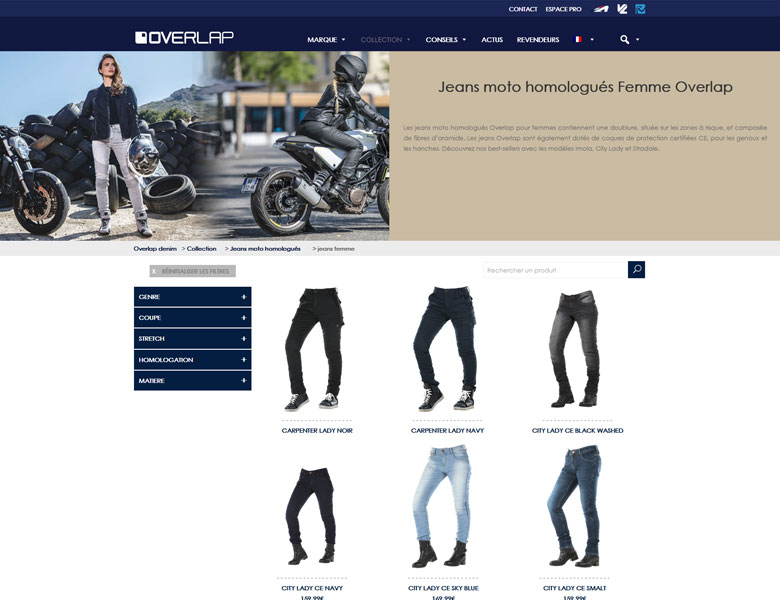 CONTACT ESPACE PRO
OVERLAP
MARQUE COLLECTION CONSEILS ACTUS REVENDEURS
Jeans moto homologués Femme Overlap
Les jeans moto homologués Overlap pour femmes contiennent une doublure, située sur les zones à risque, et composée
de fibres d'aramide. Les jeans Overlap sont également dotés de coques de protection certifiées CE, pour les genoux et
les hanches. Découvrez nos best-sellers avec les modèles Imola, City Lady et Stradale.
Overlap denim > Collection > Jeans moto homologués > jeans femme
x RÉINITIALISER LES FILTRES
Rechercher un produit
GENRE +
COUPE +
STRETCH +
HOMOLOGATION +
MATIERE +
CARPENTER LADY NOIR
CARPENTER LADY NAVY
CITY LADY CE BLACK WASHED
CITY LADY CE NAVY
CITY LADY CE SKY BLUE
CITY LADY CE SMALT
159.99€
169.99€
159.99€